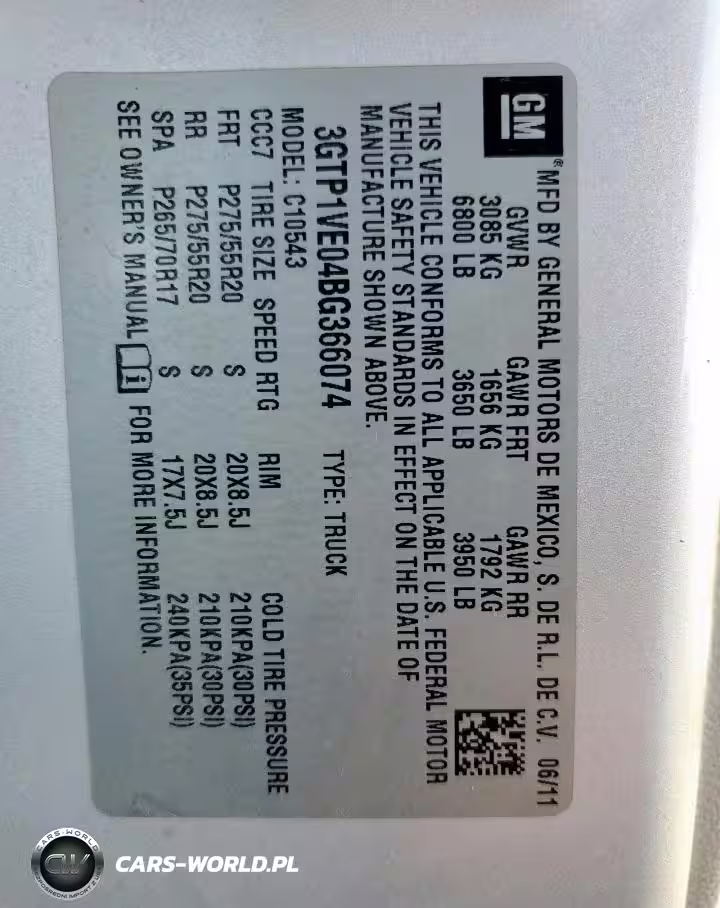 GM®
MFD BY GENERAL MOTORS DE MEXICO, S. DE R.L. DE C.V. 06/11
GVWR GAWR FRT GAWR RR
3085 KG 1656 KG 1792 KG
6800 LB 3650 LB 3950 LB
THIS VEHICLE CONFORMS TO ALL APPLICABLE U.S. FEDERAL MOTOR
VEHICLE SAFETY STANDARDS IN EFFECT ON THE DATE OF
MANUFACTURE SHOWN ABOVE.
3GTP1VE04BG366074 TYPE: TRUCK
MODEL: C10543
CCC7 TIRE SIZE SPEED RTG RIM COLD TIRE PRESSURE
FRT P275/55R20 S 20X8.5J 210KPA(30PSI)
RR P275/55R20 S 20X8.5J 210KPA(30PSI)
SPA P265/70R17 S 17X7.5J 240KPA(35PSI)
SEE OWNER'S MANUAL i FOR MORE INFORMATION.
CARS-WORLD
CW
CARS-WORLD.PL